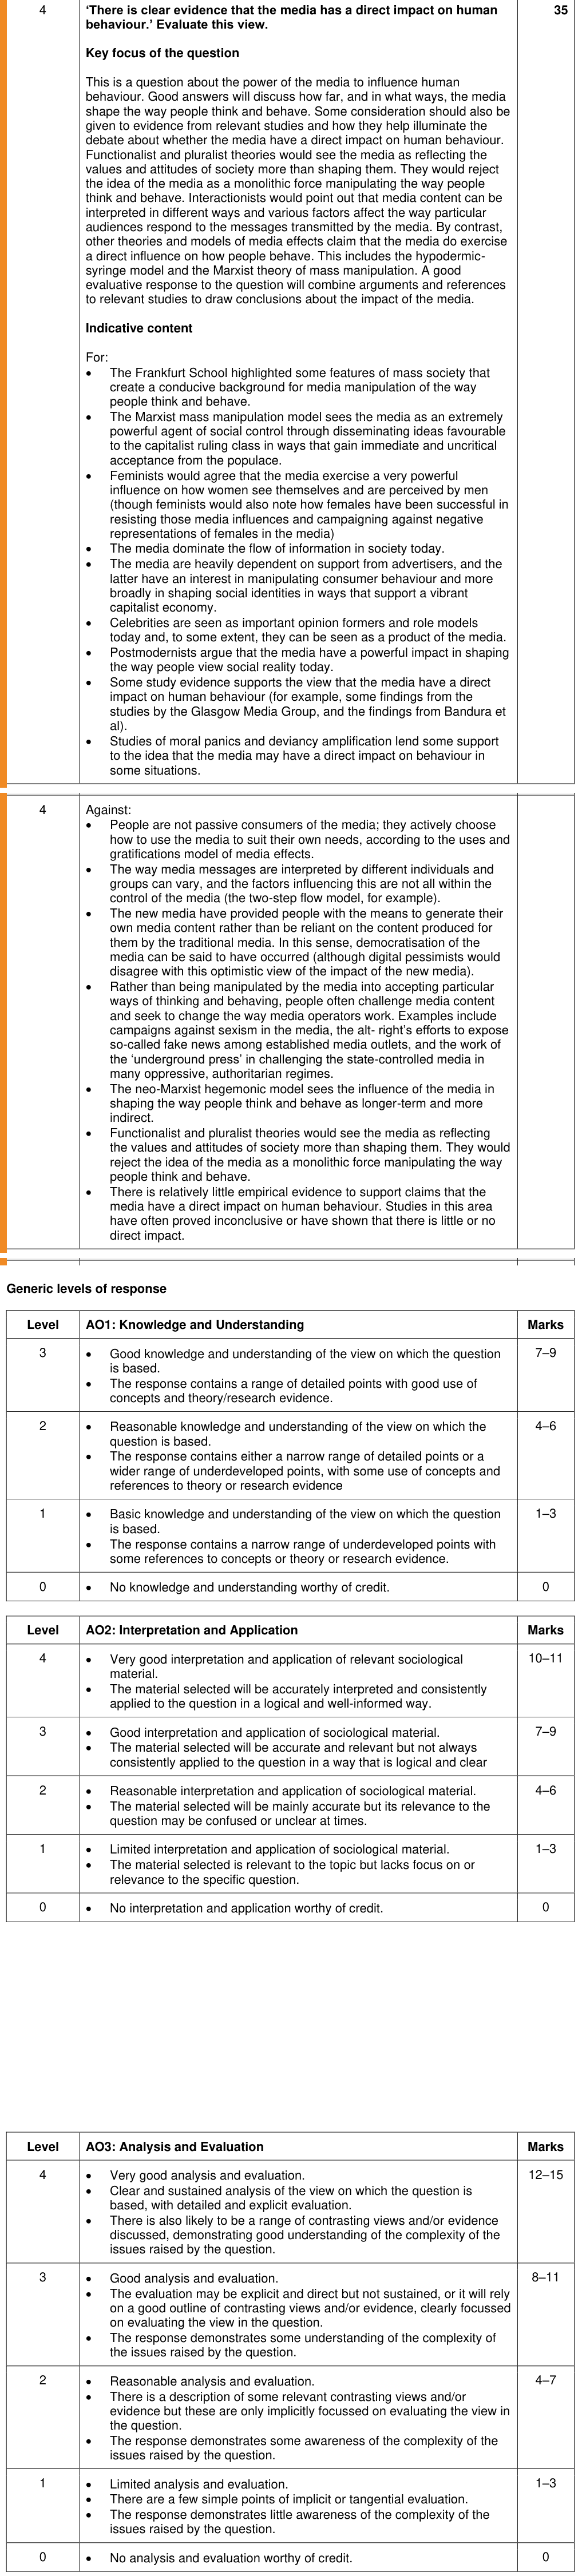 4
‘There is clear evidence that the media has a direct impact on human
behaviour.’ Evaluate this view.
35
Key focus of the question
This is a question about the power of the media to influence human
behaviour. Good answers will discuss how far, and in what ways, the media
shape the way people think and behave. Some consideration should also be
given to evidence from relevant studies and how they help illuminate the
debate about whether the media have a direct impact on human behaviour.
Functionalist and pluralist theories would see the media as reflecting the
values and attitudes of society more than shaping them. They would reject
the idea of the media as a monolithic force manipulating the way people
think and behave. Interactionists would point out that media content can be
interpreted in different ways and various factors affect the way particular
audiences respond to the messages transmitted by the media. By contrast,
other theories and models of media effects claim that the media do exercise
a direct influence on how people behave. This includes the hypodermic-
syringe model and the Marxist theory of mass manipulation. A good
evaluative response to the question will combine arguments and references
to relevant studies to draw conclusions about the impact of the media.
Indicative content
For:
• The Frankfurt School highlighted some features of mass society that
create a conducive background for media manipulation of the way
people think and behave.
• The Marxist mass manipulation model sees the media as an extremely
powerful agent of social control through disseminating ideas favourable
to the capitalist ruling class in ways that gain immediate and uncritical
acceptance from the populace.
• Feminists would agree that the media exercise a very powerful
influence on how women see themselves and are perceived by men
(though feminists would also note how females have been successful in
resisting those media influences and campaigning against negative
representations of females in the media)
• The media dominate the flow of information in society today.
• The media are heavily dependent on support from advertisers, and the
latter have an interest in manipulating consumer behaviour and more
broadly in shaping social identities in ways that support a vibrant
capitalist economy.
• Celebrities are seen as important opinion formers and role models
today and, to some extent, they can be seen as a product of the media.
• Postmodernists argue that the media have a powerful impact in shaping
the way people view social reality today.
• Some study evidence supports the view that the media have a direct
impact on human behaviour (for example, some findings from the
studies by the Glasgow Media Group, and the findings from Bandura et
al).
• Studies of moral panics and deviancy amplification lend some support
to the idea that the media may have a direct impact on behaviour in
some situations.
4
Against:
• People are not passive consumers of the media; they actively choose
how to use the media to suit their own needs, according to the uses and
gratifications model of media effects.
• The way media messages are interpreted by different individuals and
groups can vary, and the factors influencing this are not all within the
control of the media (the two-step flow model, for example).
• The new media have provided people with the means to generate their
own media content rather than be reliant on the content produced for
them by the traditional media. In this sense, democratisation of the
media can be said to have occurred (although digital pessimists would
disagree with this optimistic view of the impact of the new media).
• Rather than being manipulated by the media into accepting particular
ways of thinking and behaving, people often challenge media content
and seek to change the way media operators work. Examples include
campaigns against sexism in the media, the alt- right’s efforts to expose
so-called fake news among established media outlets, and the work of
the ‘underground press’ in challenging the state-controlled media in
many oppressive, authoritarian regimes.
• The neo-Marxist hegemonic model sees the influence of the media in
shaping the way people think and behave as longer-term and more
indirect.
• Functionalist and pluralist theories would see the media as reflecting
the values and attitudes of society more than shaping them. They would
reject the idea of the media as a monolithic force manipulating the way
people think and behave.
• There is relatively little empirical evidence to support claims that the
media have a direct impact on human behaviour. Studies in this area
have often proved inconclusive or have shown that there is little or no
direct impact.
Generic levels of response
Level AO1: Knowledge and Understanding Marks
3 • Good knowledge and understanding of the view on which the question 7–9
is based.
• The response contains a range of detailed points with good use of
concepts and theory/research evidence.
2 • Reasonable knowledge and understanding of the view on which the 4–6
question is based.
• The response contains either a narrow range of detailed points or a
wider range of underdeveloped points, with some use of concepts and
references to theory or research evidence
1 • Basic knowledge and understanding of the view on which the question 1–3
is based.
• The response contains a narrow range of underdeveloped points with
some references to concepts or theory or research evidence.
0 • No knowledge and understanding worthy of credit. 0
Level AO2: Interpretation and Application Marks
4 • Very good interpretation and application of relevant sociological 10–11
material.
• The material selected will be accurately interpreted and consistently
applied to the question in a logical and well-informed way.
3 • Good interpretation and application of sociological material. 7–9
• The material selected will be accurate and relevant but not always
consistently applied to the question in a way that is logical and clear
2 • Reasonable interpretation and application of sociological material. 4–6
• The material selected will be mainly accurate but its relevance to the
question may be confused or unclear at times.
1 • Limited interpretation and application of sociological material. 1–3
• The material selected is relevant to the topic but lacks focus on or
relevance to the specific question.
0 • No interpretation and application worthy of credit. 0
Level AO3: Analysis and Evaluation Marks
4 • Very good analysis and evaluation. 12–15
• Clear and sustained analysis of the view on which the question is
based, with detailed and explicit evaluation.
• There is also likely to be a range of contrasting views and/or evidence
discussed, demonstrating good understanding of the complexity of the
issues raised by the question.
3 • Good analysis and evaluation. 8–11
• The evaluation may be explicit and direct but not sustained, or it will rely
on a good outline of contrasting views and/or evidence, clearly focussed
on evaluating the view in the question.
• The response demonstrates some understanding of the complexity of
the issues raised by the question.
2 • Reasonable analysis and evaluation. 4–7
• There is a description of some relevant contrasting views and/or
evidence but these are only implicitly focussed on evaluating the view in
the question.
• The response demonstrates some awareness of the complexity of the
issues raised by the question.
1 • Limited analysis and evaluation. 1–3
• There are a few simple points of implicit or tangential evaluation.
• The response demonstrates little awareness of the complexity of the
issues raised by the question.
0 • No analysis and evaluation worthy of credit. 0